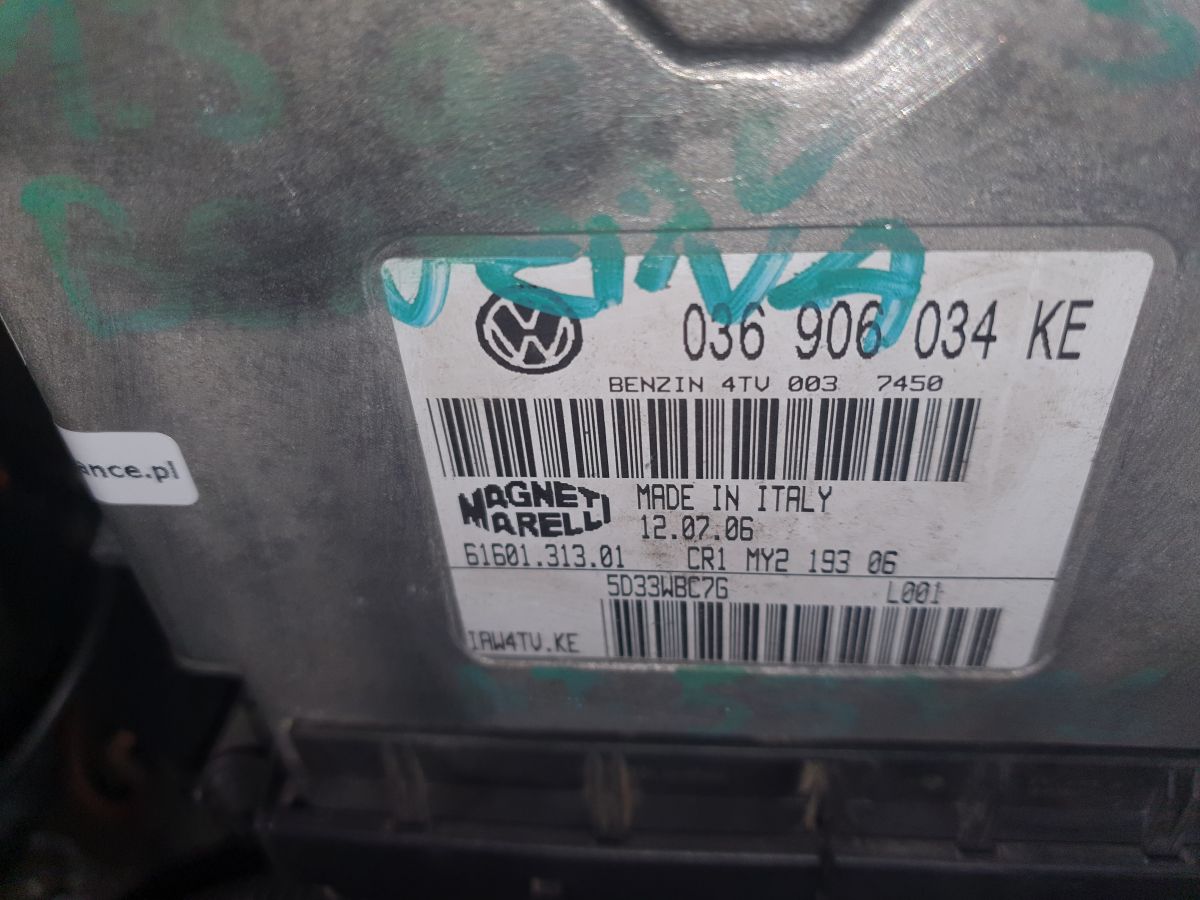 036 906 034 KE
BENZIN 4TV 003 7450
MAGNETI
MARELLI
MADE IN ITALY
12.07.06
61601.313.01 CR1 MY2 193 06
5D33WBC7G L001
IAW4TV.KE
ance.pl